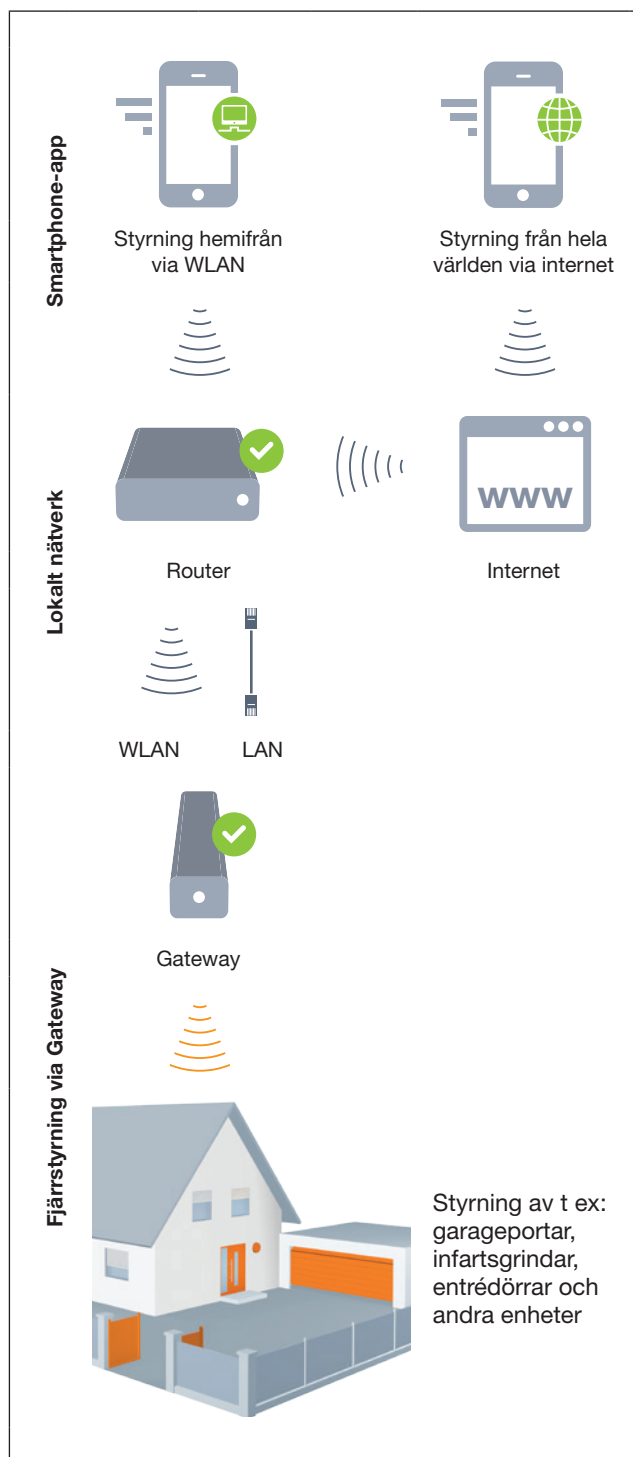 Smartphone-app
Styrning hemifrån
via WLAN
Styrning från hela
världen via internet
Lokalt nätverk
www
Router
Internet
WLAN
LAN
Gateway
Fjärrstyrning via Gateway
Styrning av t ex:
garageportar,
infartsgrindar,
entrédörrar och
andra enheter